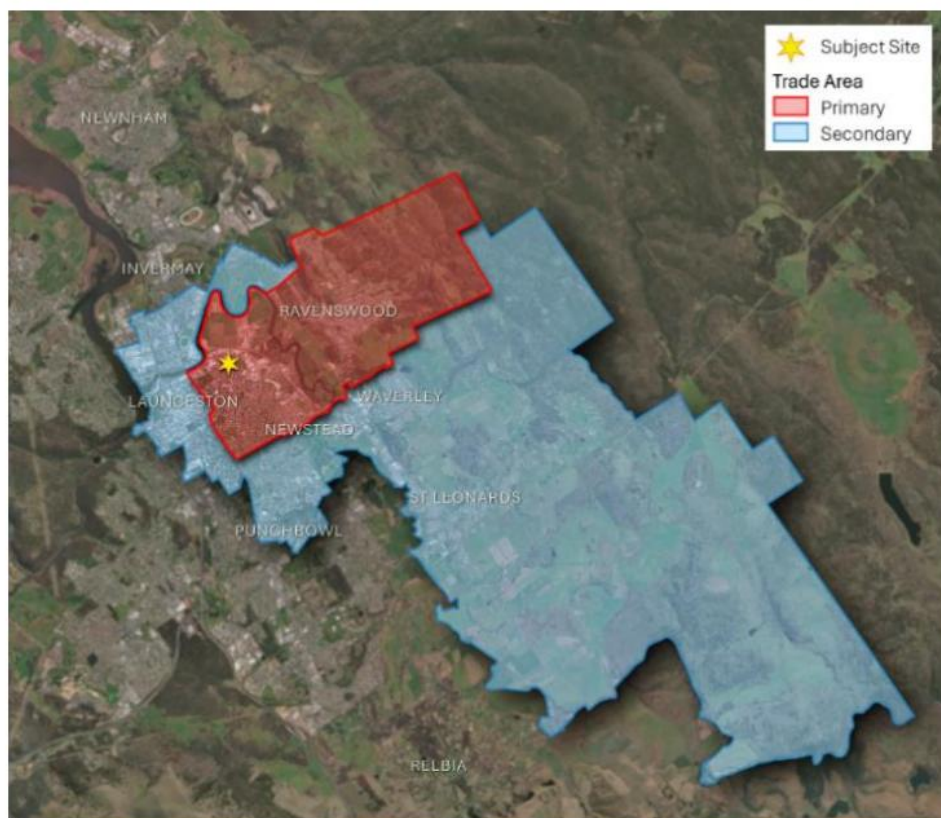 Subject Site
Trade Area
Primary
Secondary
NEWNHAM
INVERMAY
RAVENSWOOD
LAUNCESTON
WAVERLEY
NEWSTEAD
ST LEONARDS
PUNCHBOWL
RELBIA